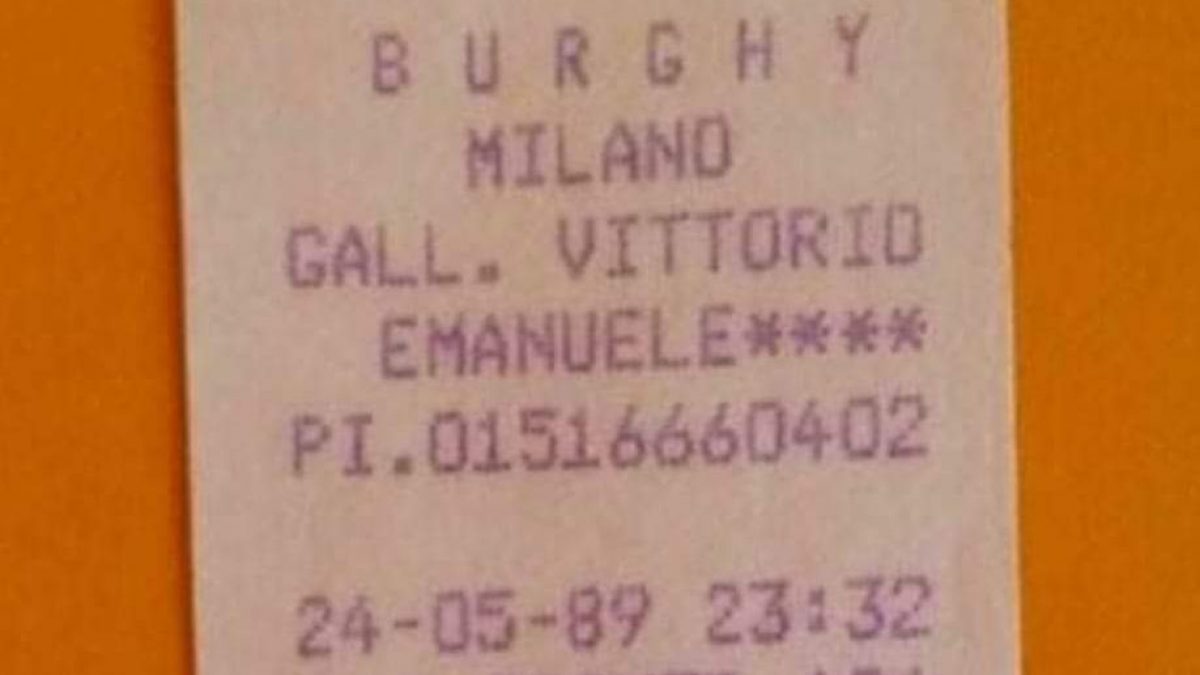 B U R G H Y
MILANO
GALL. VITTORIO
EMANUELE****
PI.01516660402
24-05-89 23:32